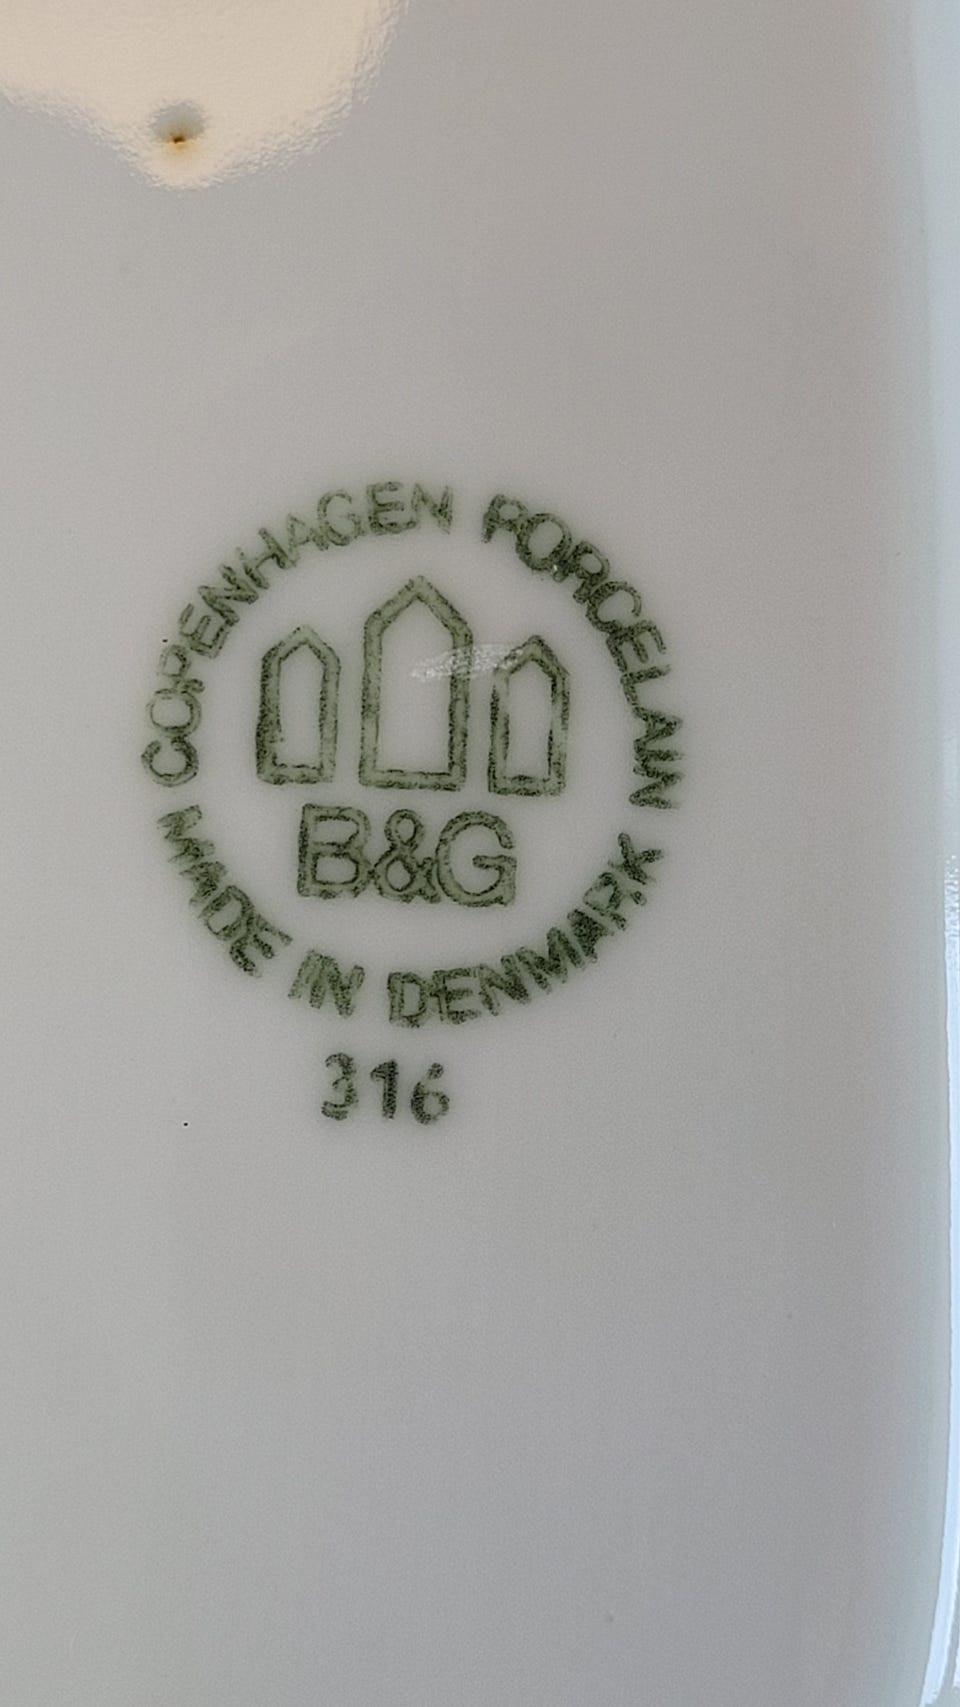 COPENHAGEN PORCELAIN
B&G
MADE IN DENMARK
316